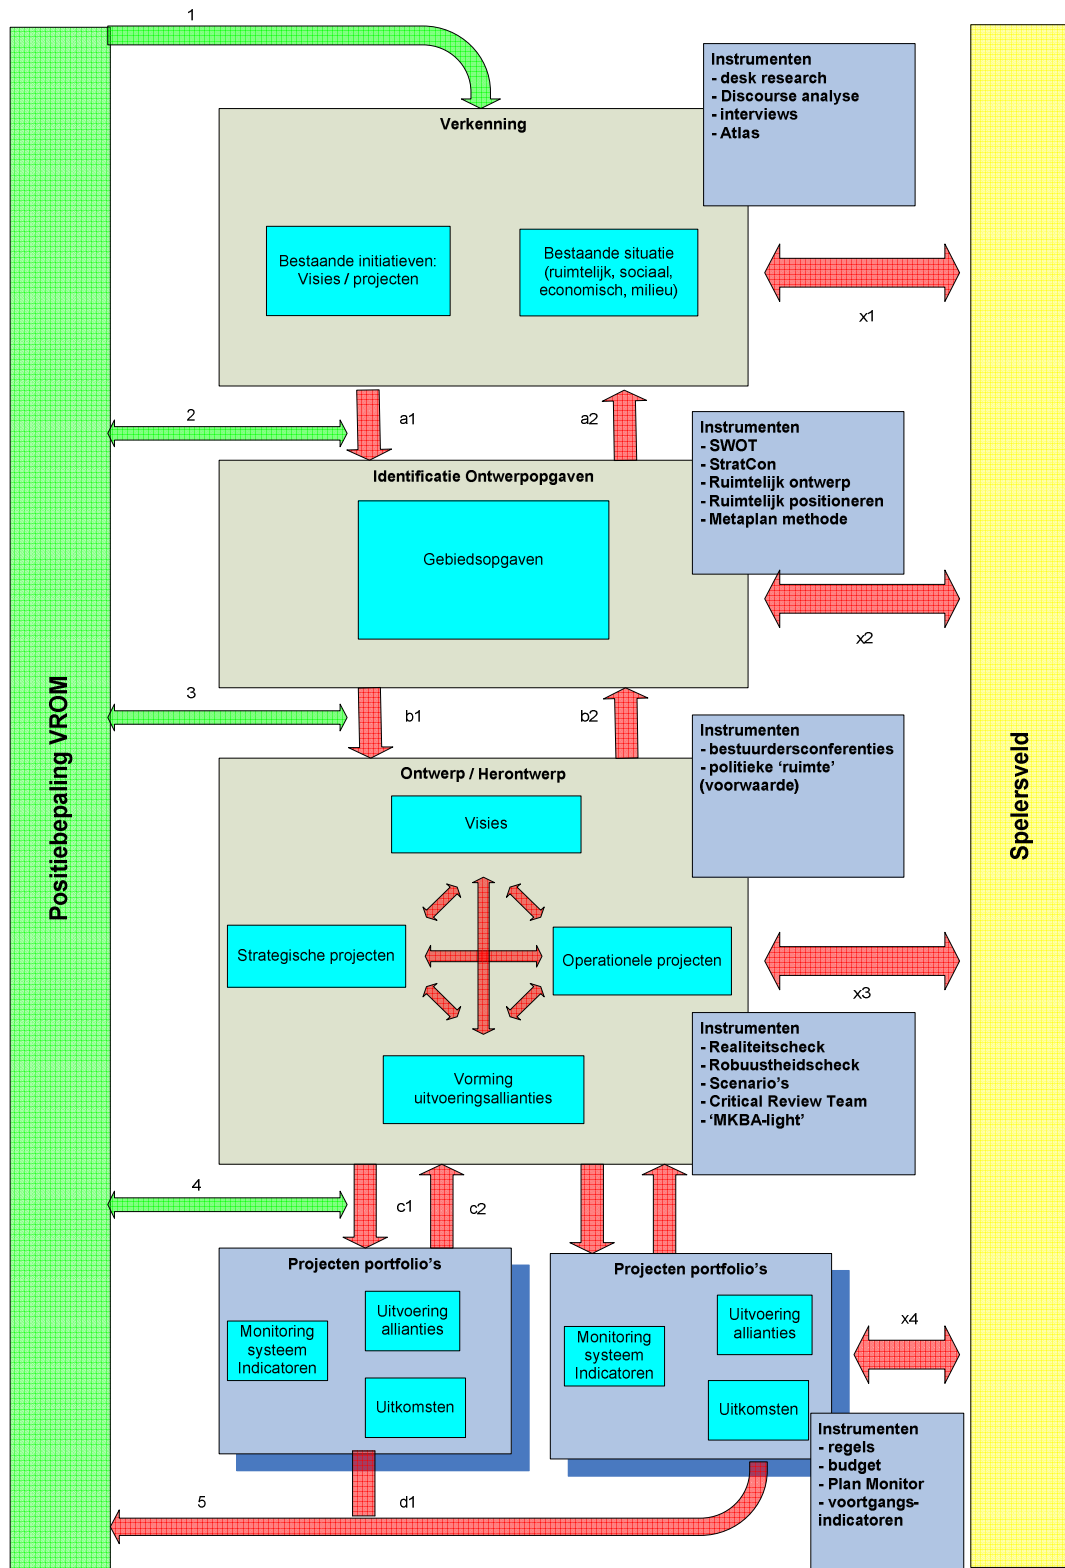 1
Instrumenten
- desk research
- Discourse analyse
- interviews
- Atlas
Verkenning
Bestaande initiatieven:
Visies / projecten
Bestaande situatie
(ruimtelijk, sociaal,
economisch, milieu)
x1
2
a1
a2
Instrumenten
- SWOT
- StratCon
- Ruimtelijk ontwerp
- Ruimtelijk positioneren
- Metaplan methode
Identificatie Ontwerpopgaven
Gebiedsopgaven
x2
3
b1
b2
Positiebepaling VROM
Spelersveld
Instrumenten
- bestuurdersconferenties
- politieke ‘ruimte’
(voorwaarde)
Ontwerp / Herontwerp
Visies
Strategische projecten
Operationele projecten
x3
Vorming
uitvoeringsallianties
Instrumenten
- Realiteitscheck
- Robuustheidscheck
- Scenario’s
- Critical Review Team
- ‘MKBA-light’
4
c1
c2
Projecten portfolio’s
Uitvoering
allianties
Monitoring
systeem
Indicatoren
Uitkomsten
Projecten portfolio’s
Uitvoering
allianties
Monitoring
systeem
Indicatoren
Uitkomsten
x4
Instrumenten
- regels
- budget
- Plan Monitor
- voortgangs-
indicatoren
5
d1